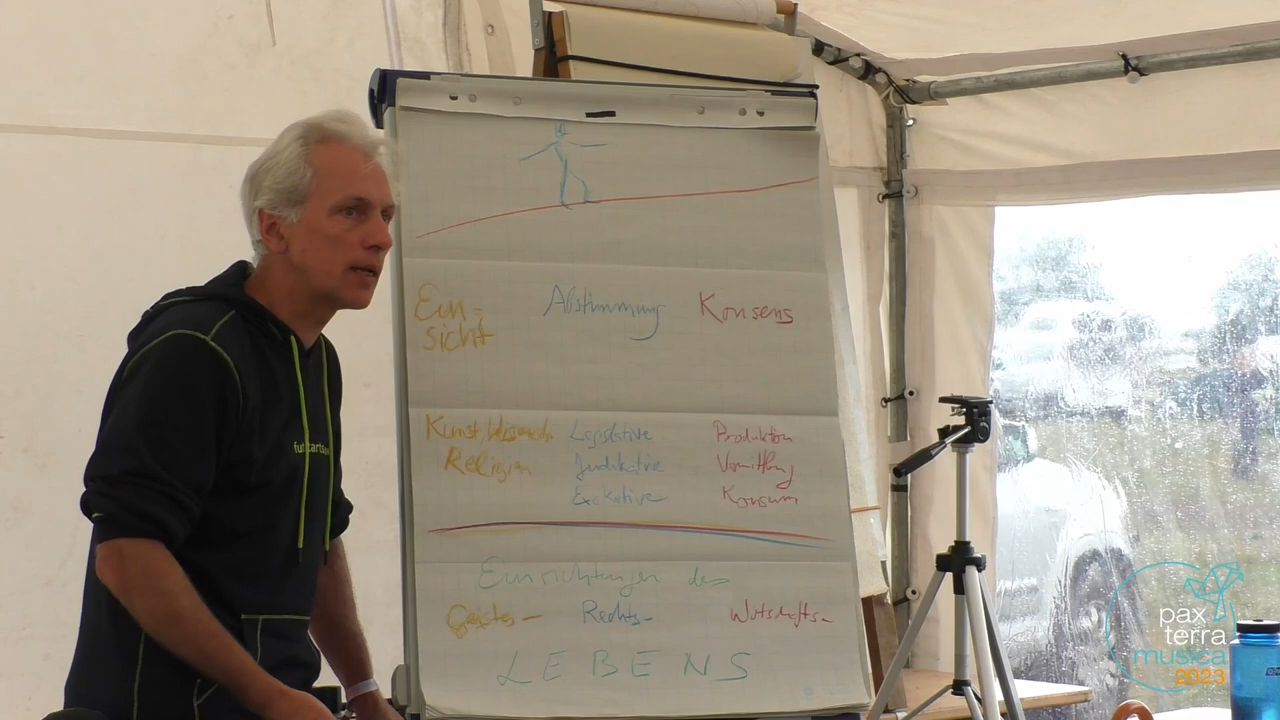 Ein-
sicht
Abstimmung
Konsens
Kunst, Wissensch.
Religion
Legislative
Judikative
Exekutive
Produktion
Vermittlung
Konsum
Einrichtungen des
Geistes-
Rechts-
Wirtschafts-
LEBENS
pax
terra
musica
2023